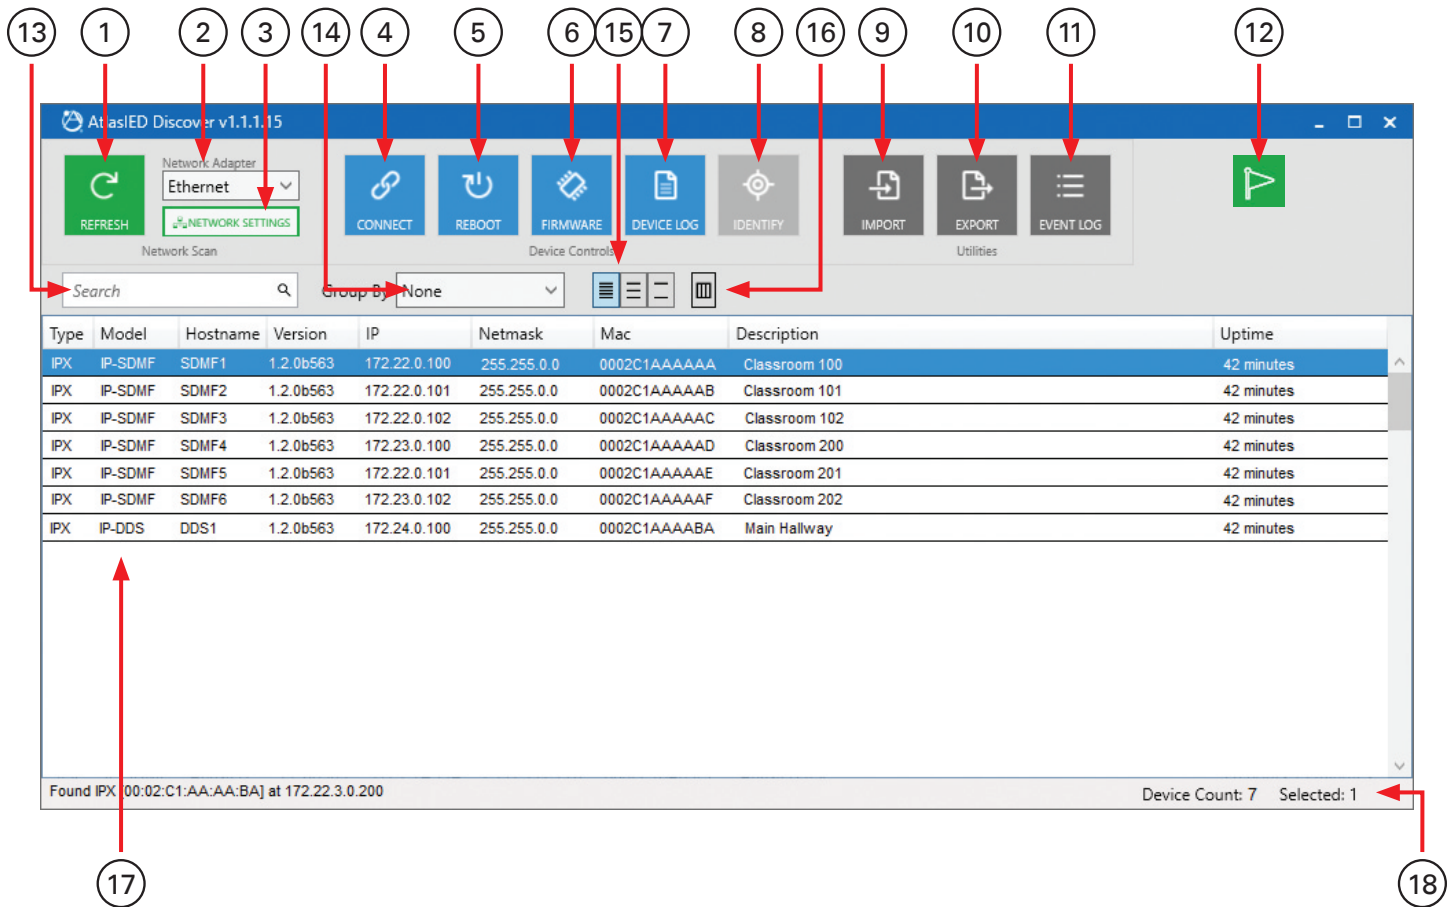 13 1 2 3 14 4 5 6 15 7 8 16 9 10 11 12
AtlasIED Discover v1.1.1.15
Network Adapter
Ethernet
REFRESH
NETWORK SETTINGS
CONNECT
REBOOT
FIRMWARE
DEVICE LOG
IDENTIFY
IMPORT
EXPORT
EVENT LOG
Network Scan
Device Controls
Utilities
Search
Group By None
Type Model Hostname Version IP Netmask Mac Description Uptime
IPX IP-SDMF SDMF1 1.2.0b563 172.22.0.100 255.255.0.0 0002C1AAAAAA Classroom 100 42 minutes
IPX IP-SDMF SDMF2 1.2.0b563 172.22.0.101 255.255.0.0 0002C1AAAAAB Classroom 101 42 minutes
IPX IP-SDMF SDMF3 1.2.0b563 172.22.0.102 255.255.0.0 0002C1AAAAAC Classroom 102 42 minutes
IPX IP-SDMF SDMF4 1.2.0b563 172.23.0.100 255.255.0.0 0002C1AAAAAD Classroom 200 42 minutes
IPX IP-SDMF SDMF5 1.2.0b563 172.22.0.101 255.255.0.0 0002C1AAAAAE Classroom 201 42 minutes
IPX IP-SDMF SDMF6 1.2.0b563 172.23.0.102 255.255.0.0 0002C1AAAAAF Classroom 202 42 minutes
IPX IP-DDS DDS1 1.2.0b563 172.24.0.100 255.255.0.0 0002C1AAAABA Main Hallway 42 minutes
Found IPX [00:02:C1:AA:AA:BA] at 172.22.3.0.200
Device Count: 7 Selected: 1
17 18